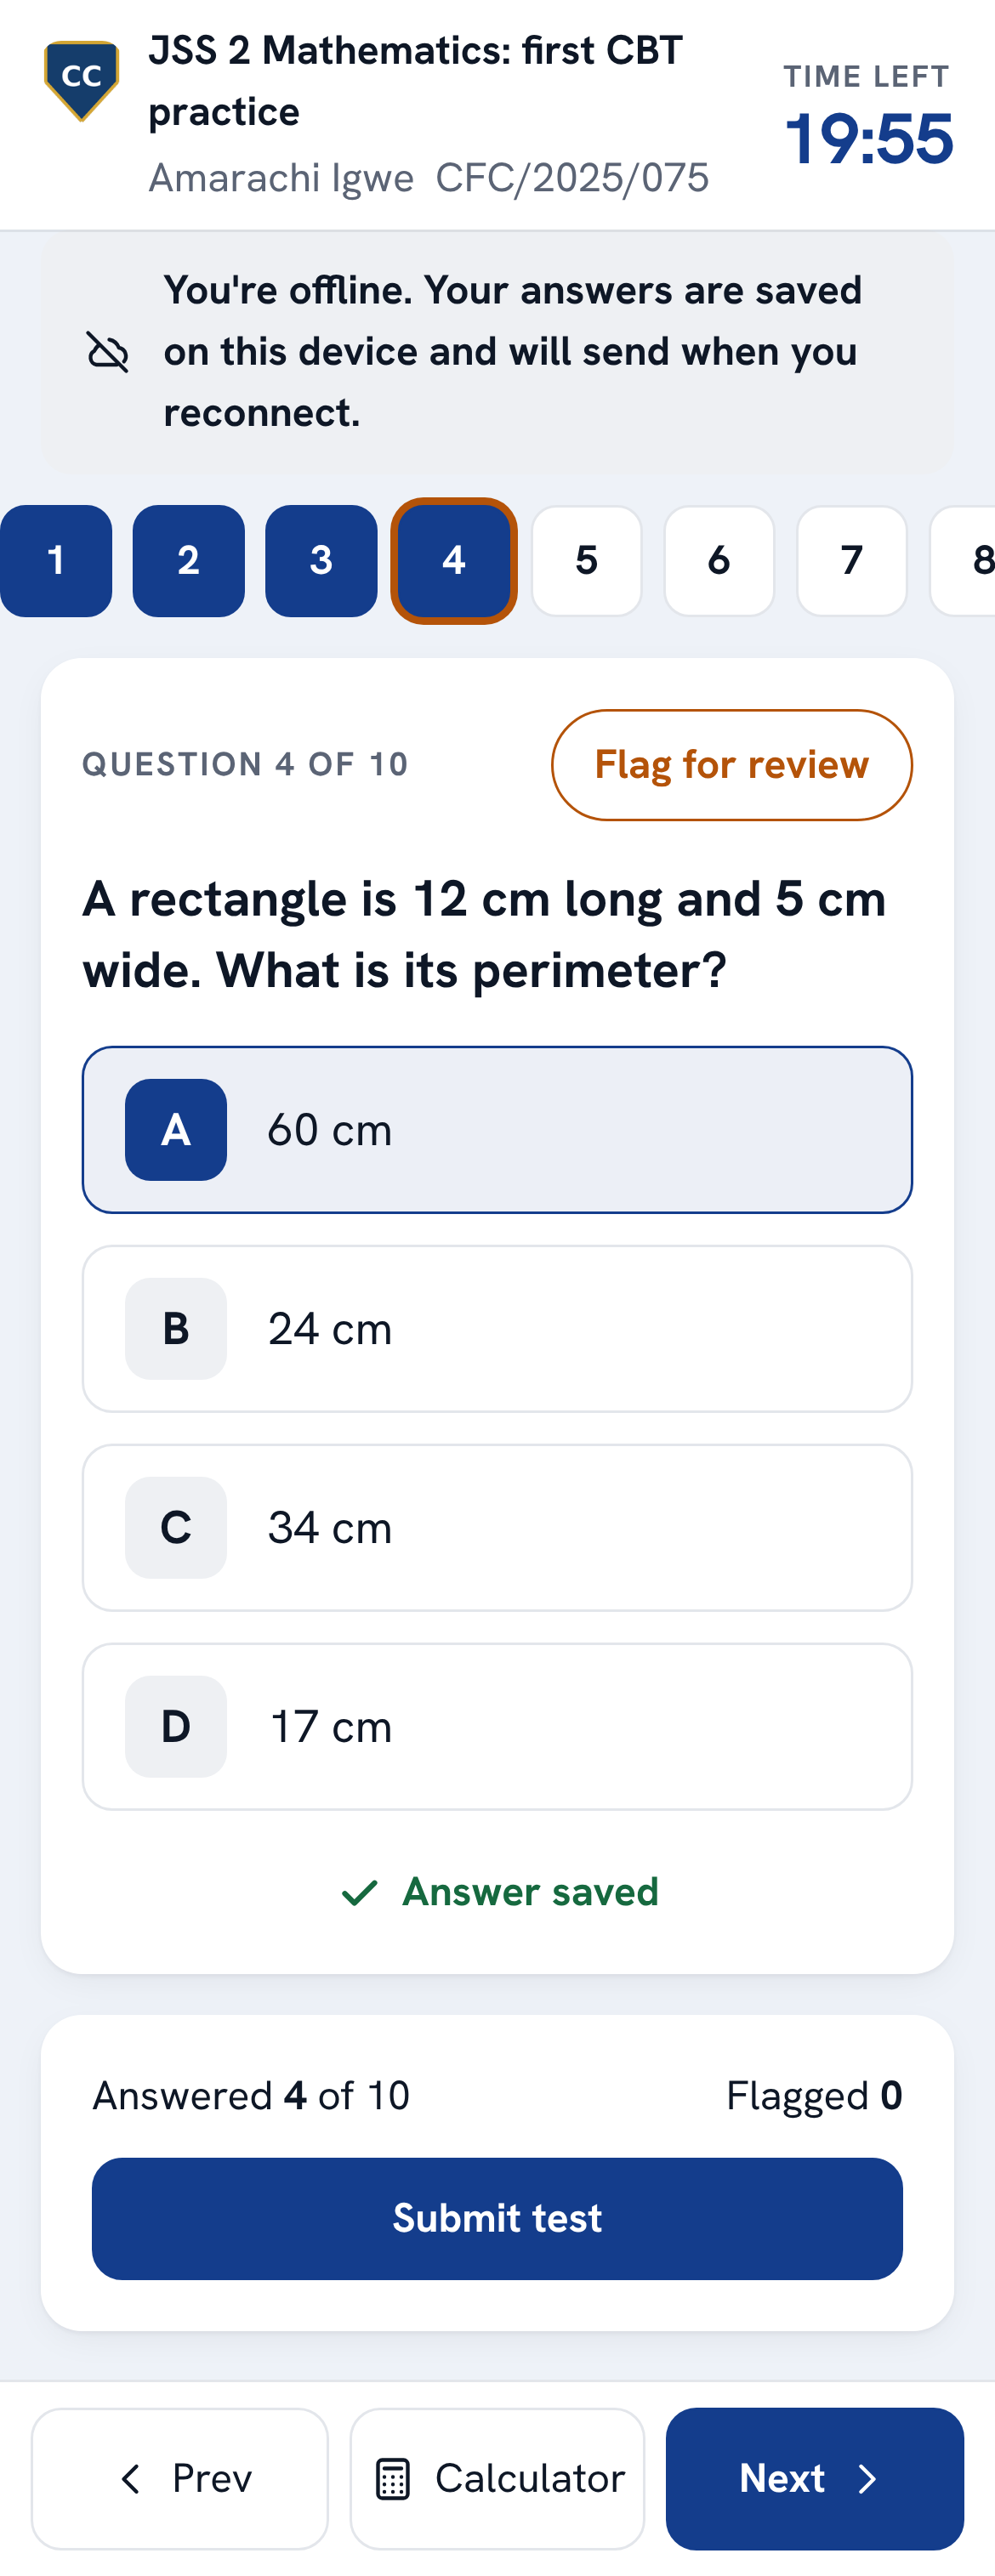 CC
JSS 2 Mathematics: first CBT
practice
Amarachi Igwe CFC/2025/075
TIME LEFT
19:55
You're offline. Your answers are saved
on this device and will send when you
reconnect.
1 2 3 4 5 6 7 8
QUESTION 4 OF 10
Flag for review
A rectangle is 12 cm long and 5 cm
wide. What is its perimeter?
A 60 cm
B 24 cm
C 34 cm
D 17 cm
Answer saved
Answered 4 of 10
Flagged 0
Submit test
Prev
Calculator
Next